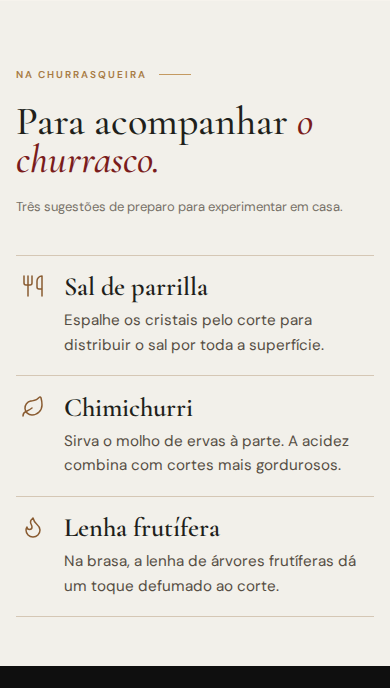 NA CHURRASQUEIRA
Para acompanhar o
churrasco.
Três sugestões de preparo para experimentar em casa.
Sal de parrilla
Espalhe os cristais pelo corte para
distribuir o sal por toda a superfície.
Chimichurri
Sirva o molho de ervas à parte. A acidez
combina com cortes mais gordurosos.
Lenha frutífera
Na brasa, a lenha de árvores frutíferas dá
um toque defumado ao corte.